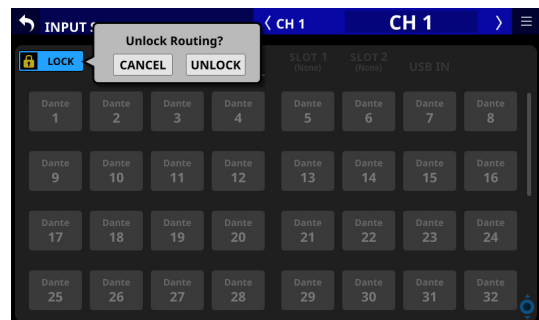 INPUT
CH 1
CH 1
Unlock Routing?
CANCEL
UNLOCK
LOCK
SLOT 1
(None)
SLOT 2
(None)
USB IN
Dante
1
Dante
2
Dante
3
Dante
4
Dante
5
Dante
6
Dante
7
Dante
8
Dante
9
Dante
10
Dante
11
Dante
12
Dante
13
Dante
14
Dante
15
Dante
16
Dante
17
Dante
18
Dante
19
Dante
20
Dante
21
Dante
22
Dante
23
Dante
24
Dante
25
Dante
26
Dante
27
Dante
28
Dante
29
Dante
30
Dante
31
Dante
32